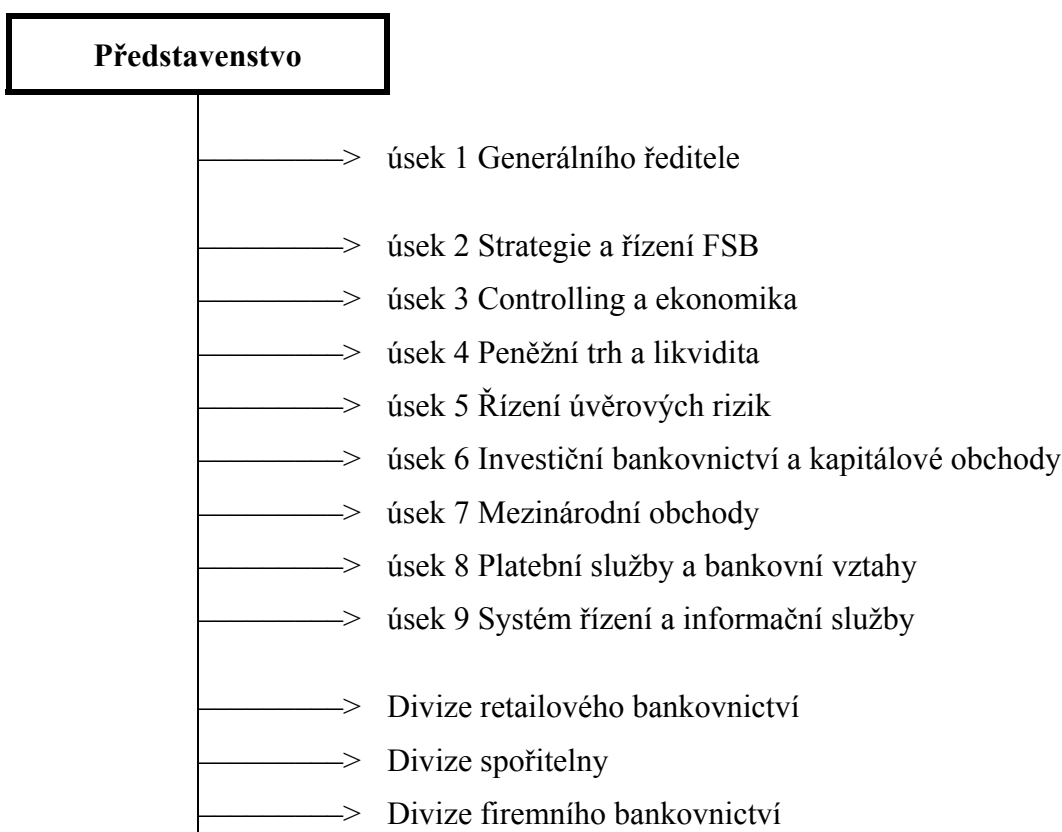 Představenstvo
úsek 1 Generálního ředitele
úsek 2 Strategie a řízení FSB
úsek 3 Controlling a ekonomika
úsek 4 Peněžní trh a likvidita
úsek 5 Řízení úvěrových rizik
úsek 6 Investiční bankovnictví a kapitálové obchody
úsek 7 Mezinárodní obchody
úsek 8 Platební služby a bankovní vztahy
úsek 9 Systém řízení a informační služby
Divize retailového bankovnictví
Divize spořitelny
Divize firemního bankovnictví